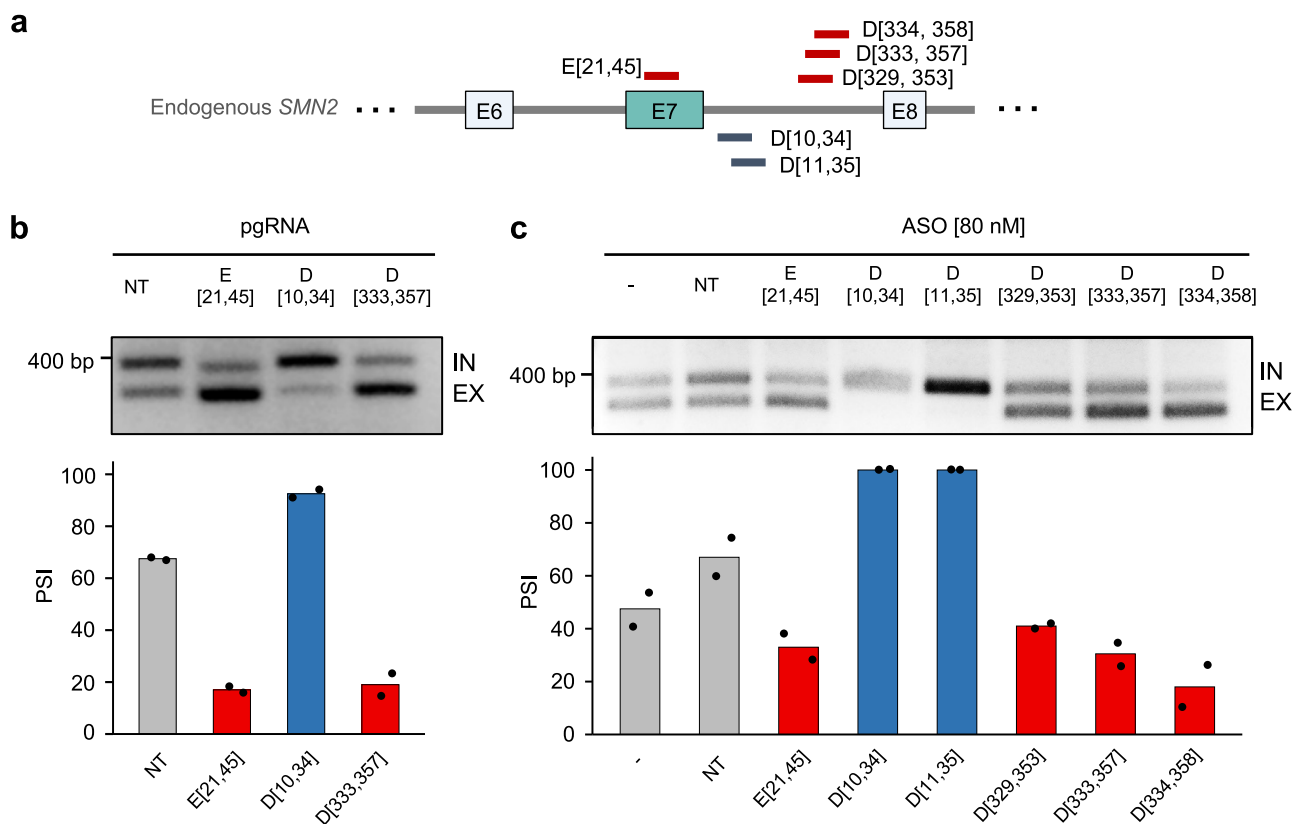 a
D[334, 358]
D[333, 357]
E[21,45]
D[329, 353]
Endogenous SMN2 ... E6 E7 E8 ...
D[10,34]
D[11,35]
b
pgRNA
NT E D D
[21,45] [10,34] [333,357]
400 bp IN
EX
100
80
60
40
20
0
PSI
NT E[21,45] D[10,34] D[333,357]
c
ASO [80 nM]
- NT E D D D D D
[21,45] [10,34] [11,35] [329,353] [333,357] [334,358]
400 bp IN
EX
100
80
60
40
20
0
PSI
- NT E[21,45] D[10,34] D[11,35] D[329,353] D[333,357] D[334,358]